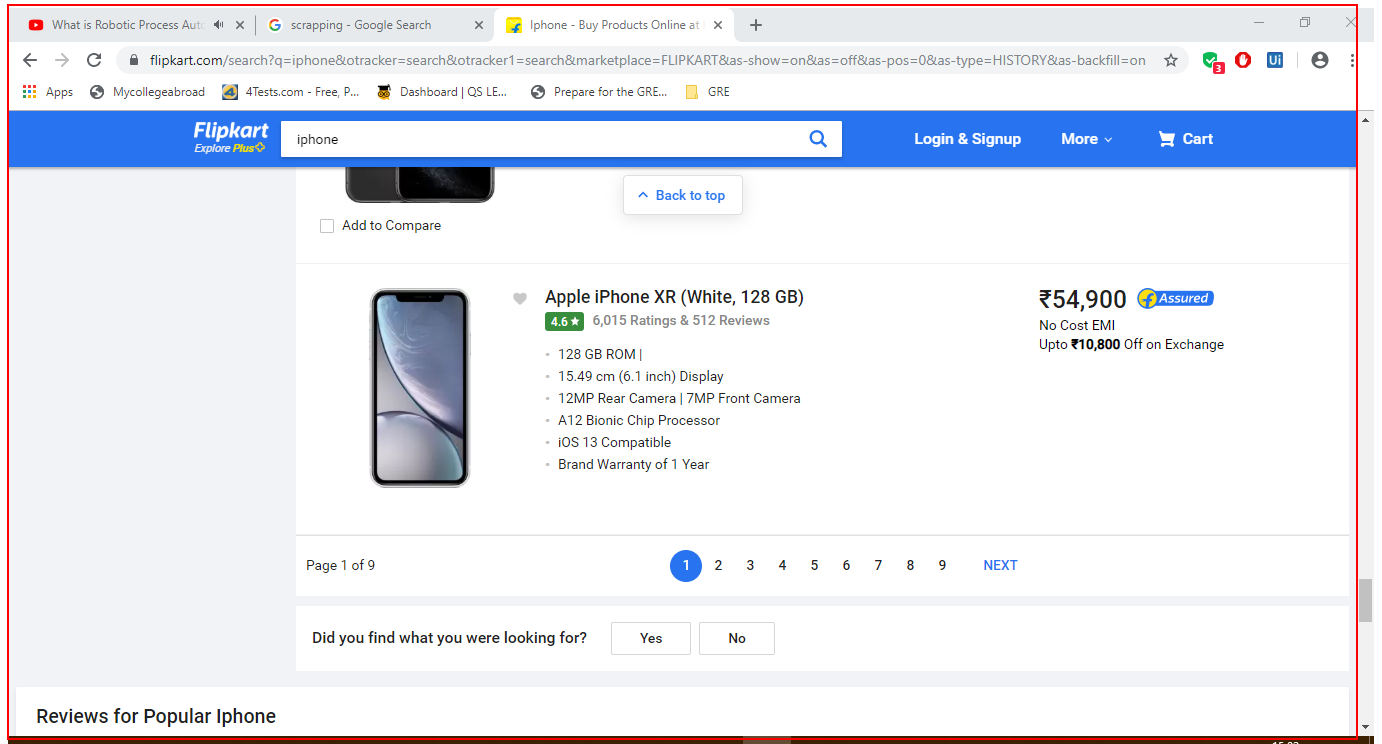 What is Robotic Process Auto
scrapping - Google Search
Iphone - Buy Products Online at
flipkart.com/search?q=iphone&otracker=search&otracker1=search&marketplace=FLIPKART&as-show=on&as=off&as-pos=0&as-type=HISTORY&as-backfill=on
3
Ui
Apps
Mycollegeabroad
4Tests.com - Free, P...
Dashboard | QS LE...
Prepare for the GRE...
GRE
Flipkart
Explore Plus
iphone
Login & Signup
More
Cart
Back to top
Add to Compare
Apple iPhone XR (White, 128 GB)
4.6★ 6,015 Ratings & 512 Reviews
128 GB ROM |
15.49 cm (6.1 inch) Display
12MP Rear Camera | 7MP Front Camera
A12 Bionic Chip Processor
iOS 13 Compatible
Brand Warranty of 1 Year
₹54,900 Assured
No Cost EMI
Upto ₹10,800 Off on Exchange
Page 1 of 9
1 2 3 4 5 6 7 8 9 NEXT
Did you find what you were looking for? Yes No
Reviews for Popular Iphone